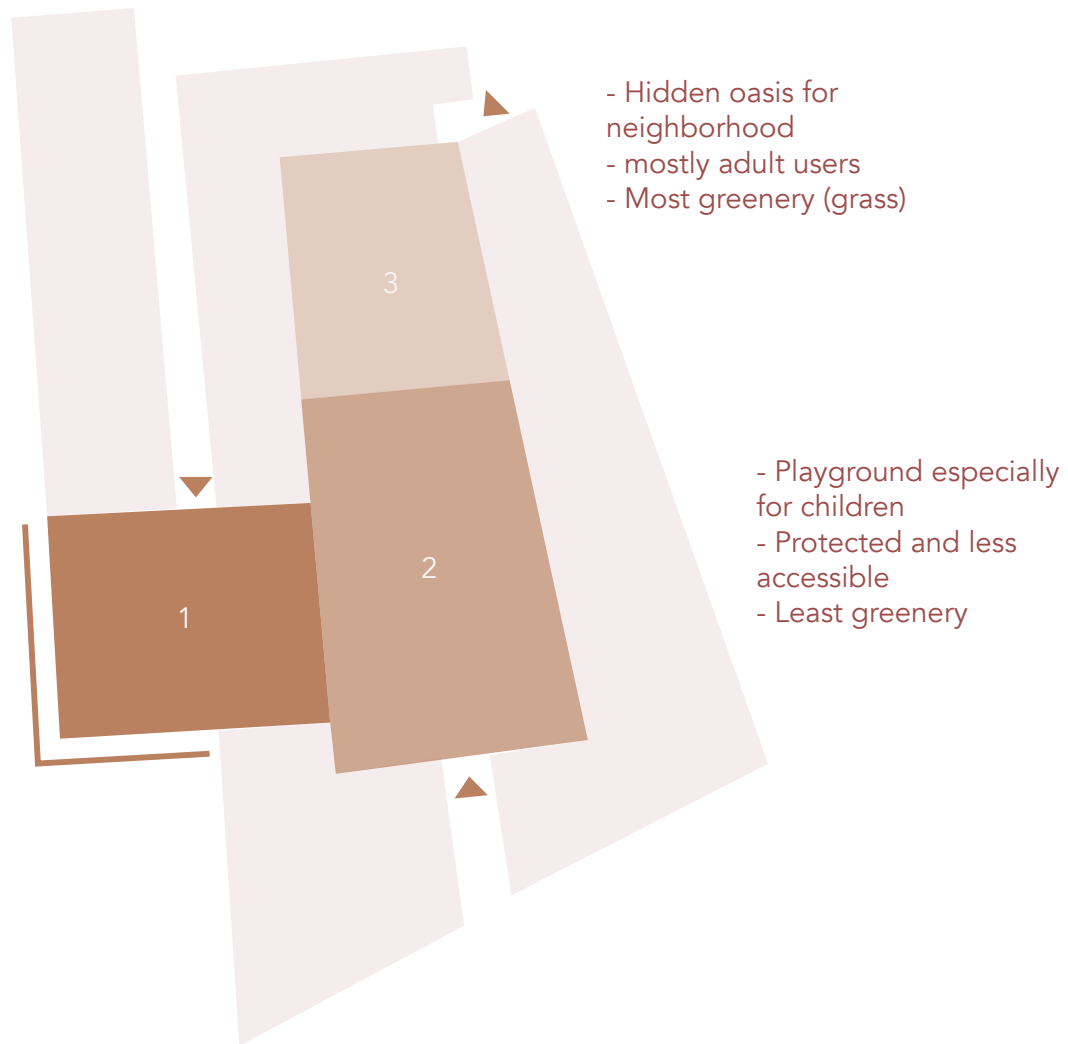 - Hidden oasis for
neighborhood
- mostly adult users
- Most greenery (grass)
3
- Playground especially
for children
- Protected and less
accessible
- Least greenery
2
1